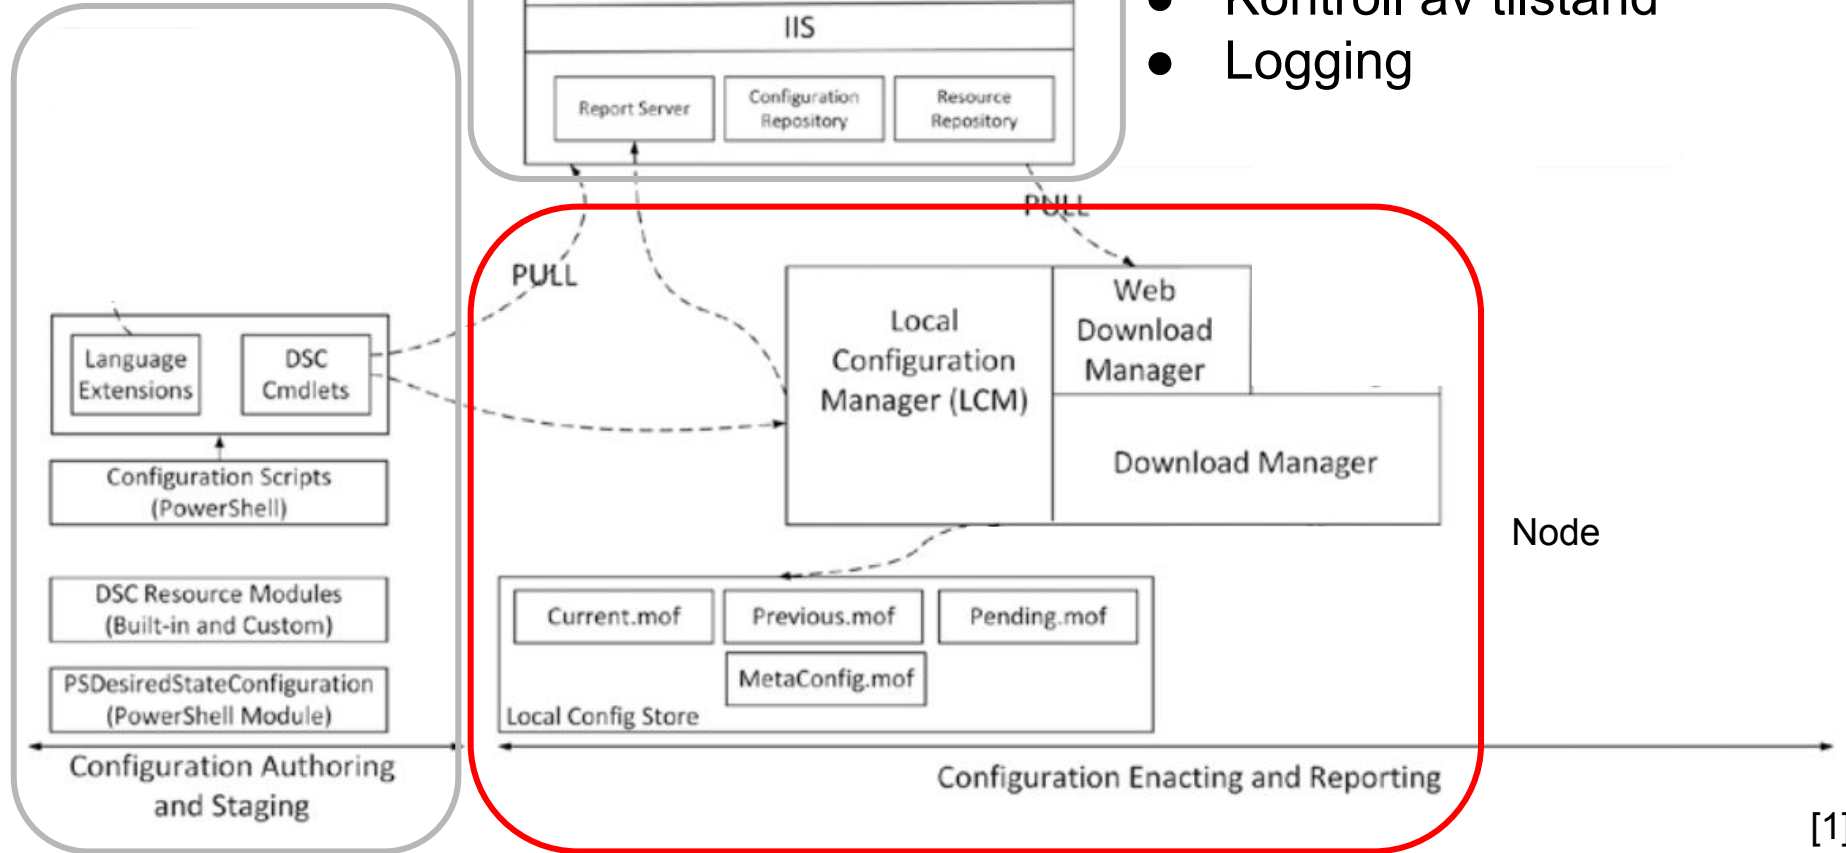 ● Kontroll av tilstand
● Logging
IIS
Report Server
Configuration
Repository
Resource
Repository
PULL
PULL
Language
Extensions
DSC
Cmdlets
Configuration Scripts
(PowerShell)
DSC Resource Modules
(Built-in and Custom)
PSDesiredStateConfiguration
(PowerShell Module)
Configuration Authoring
and Staging
Local
Configuration
Manager (LCM)
Web
Download
Manager
Download Manager
Node
Current.mof
Previous.mof
Pending.mof
MetaConfig.mof
Local Config Store
Configuration Enacting and Reporting
[1]